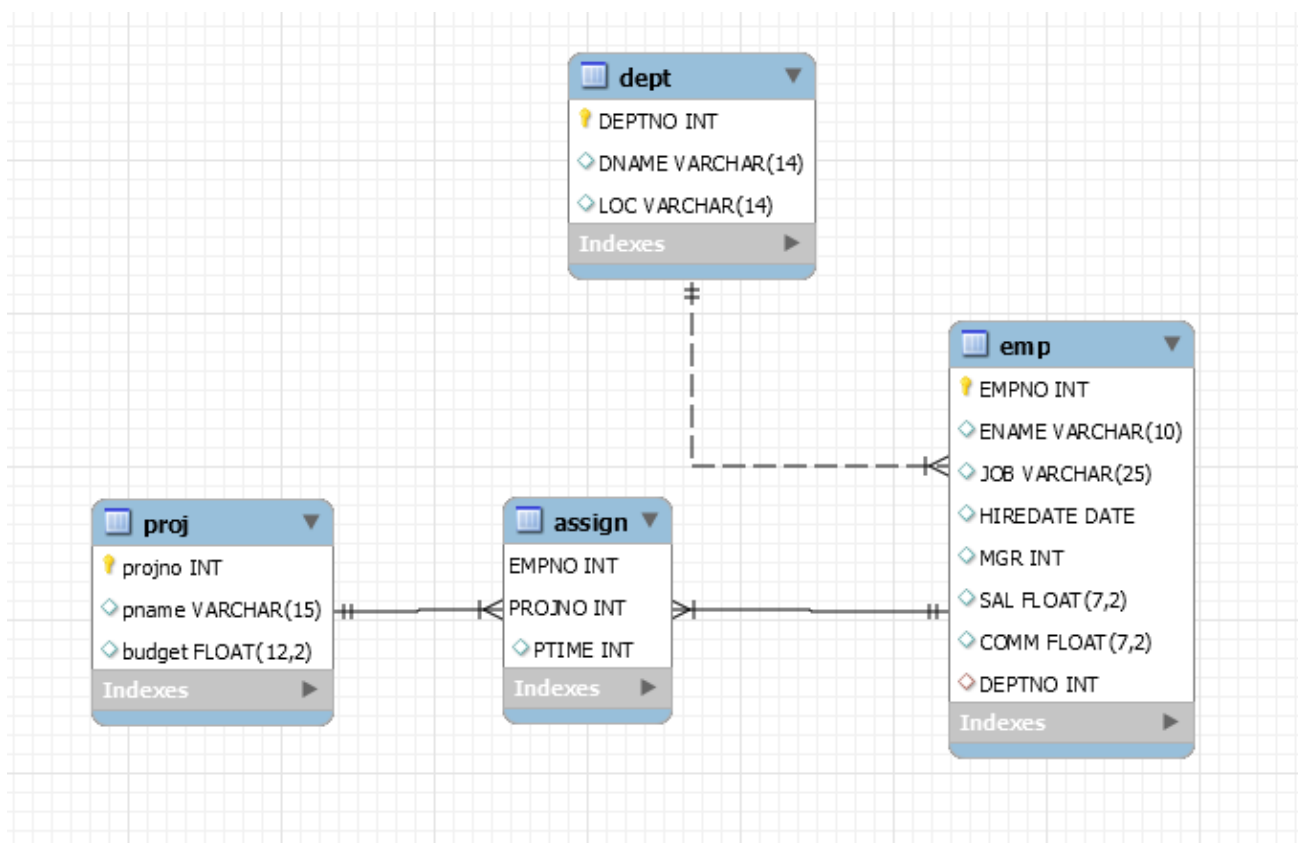 dept
DEPTNO INT
DNAME VARCHAR(14)
LOC VARCHAR(14)
Indexes
emp
EMPNO INT
ENAME VARCHAR(10)
JOB VARCHAR(25)
HIREDATE DATE
MGR INT
SAL FLOAT(7,2)
COMM FLOAT(7,2)
DEPTNO INT
Indexes
proj
projno INT
pname VARCHAR(15)
budget FLOAT(12,2)
Indexes
assign
EMPNO INT
PROJNO INT
PTIME INT
Indexes